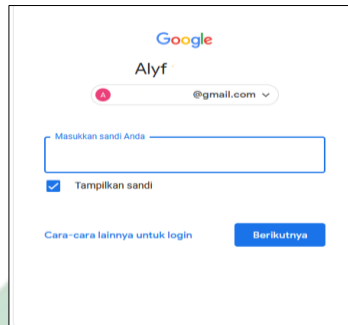 Google
Alyf
A @gmail.com
Masukkan sandi Anda
Tampilkan sandi
Cara-cara lainnya untuk login
Berikutnya